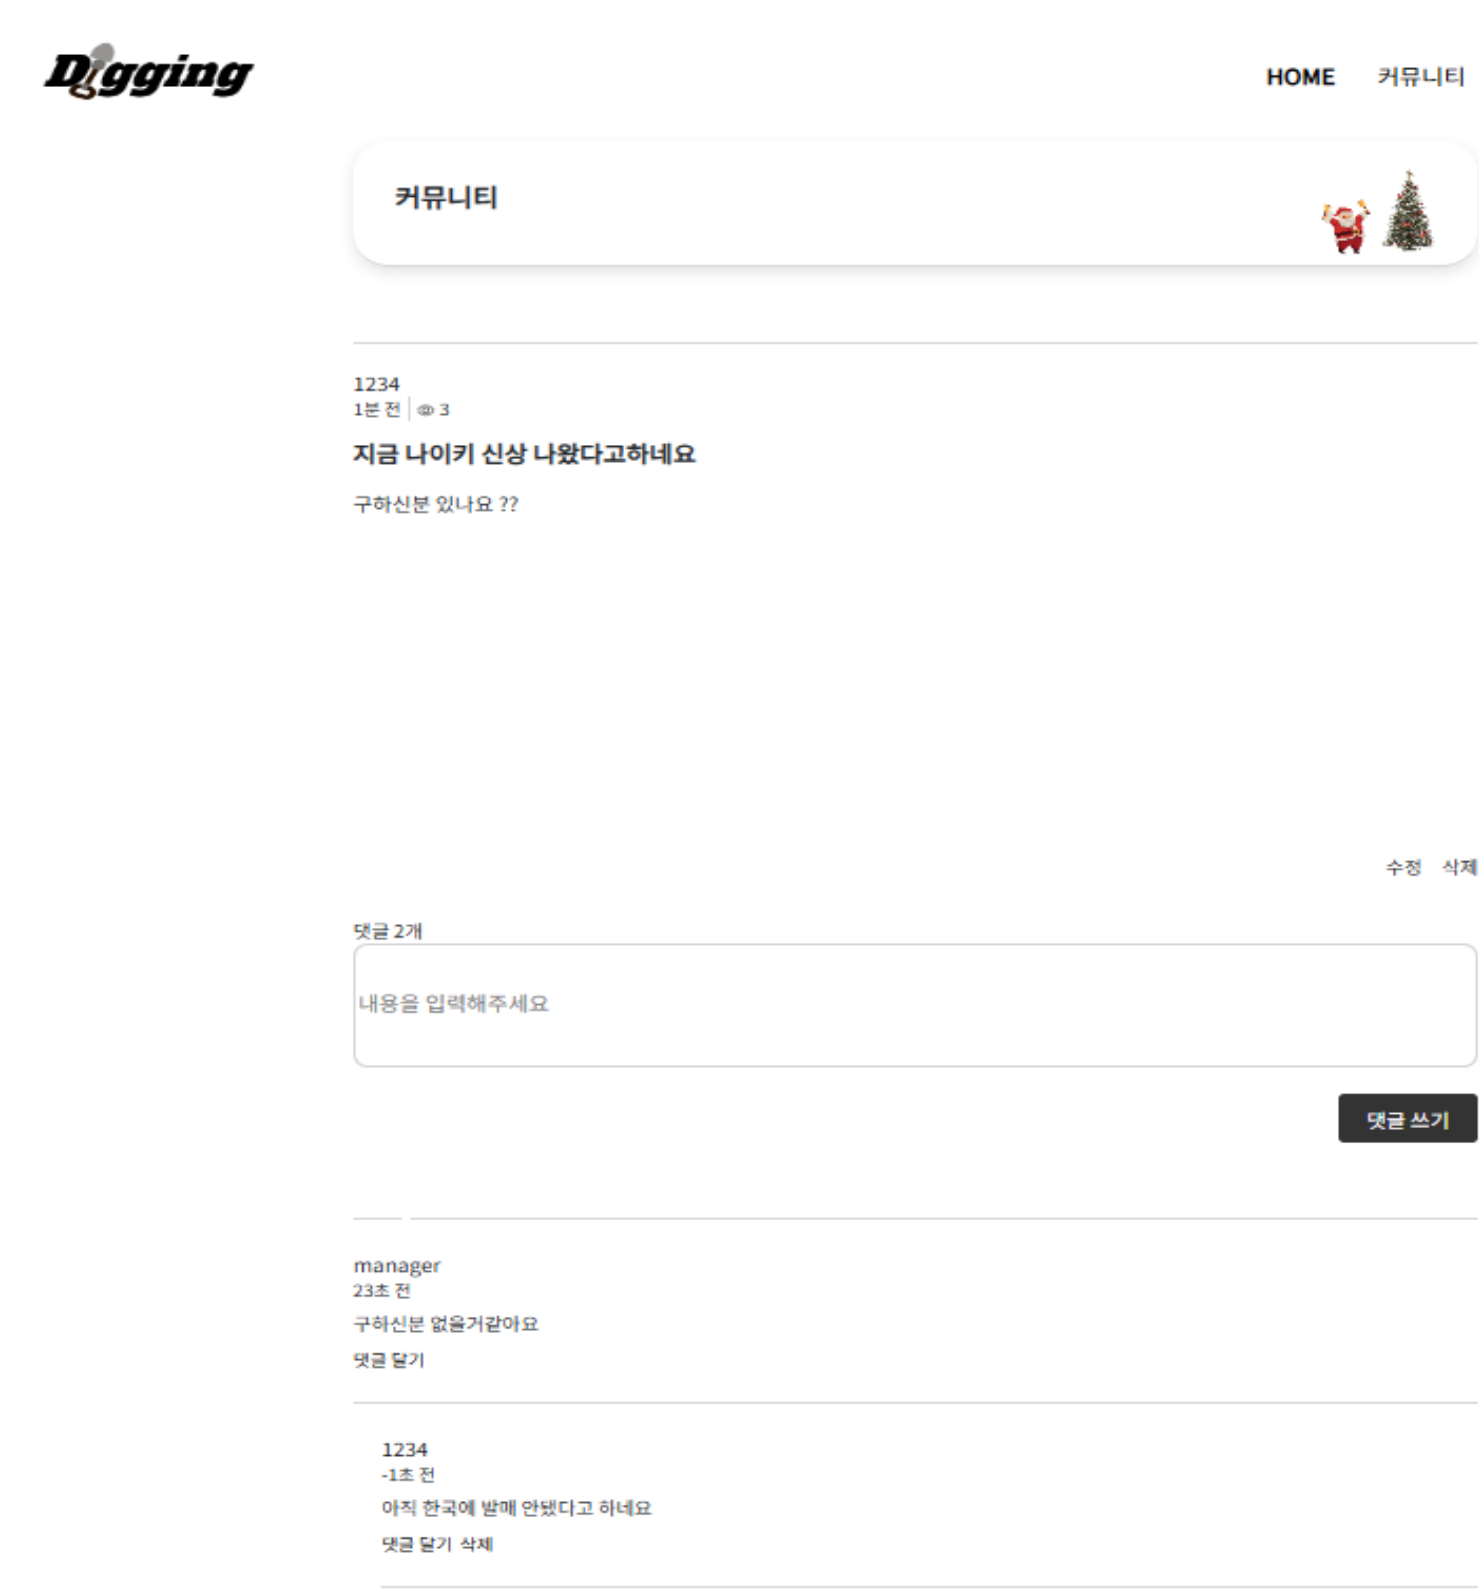 Digging
HOME 커뮤니티
커뮤니티
1234
1분 전 3
지금 나이키 신상 나왔다고하네요
구하신분 있나요 ??
수정 삭제
댓글 2개
내용을 입력해주세요
댓글 쓰기
manager
23초 전
구하신분 없을거같아요
댓글 달기
1234
-1초 전
아직 한국에 발매 안됐다고 하네요
댓글 달기 삭제